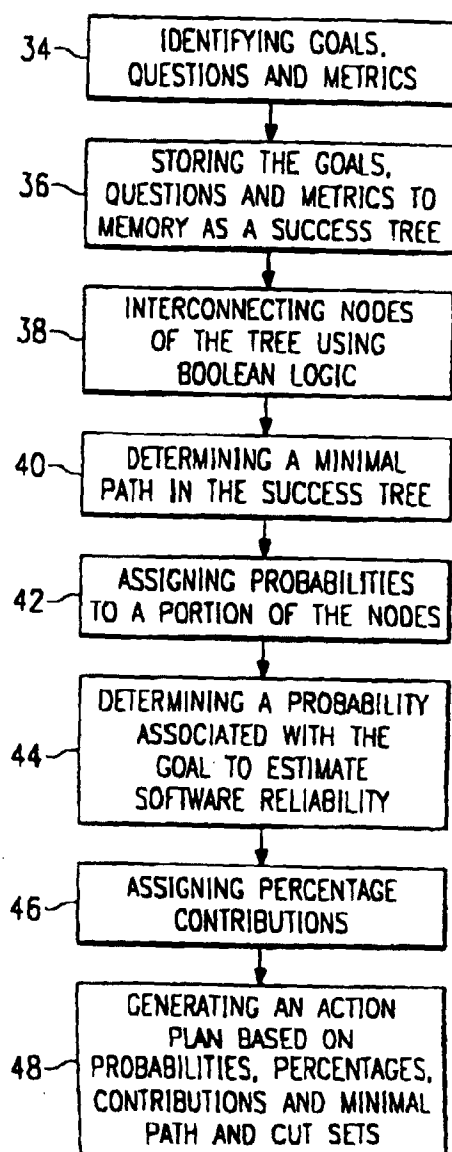 34
IDENTIFYING GOALS,
QUESTIONS AND METRICS
36
STORING THE GOALS,
QUESTIONS AND METRICS TO
MEMORY AS A SUCCESS TREE
38
INTERCONNECTING NODES
OF THE TREE USING
BOOLEAN LOGIC
40
DETERMINING A MINIMAL
PATH IN THE SUCCESS TREE
42
ASSIGNING PROBABILITIES
TO A PORTION OF THE NODES
44
DETERMINING A PROBABILITY
ASSOCIATED WITH THE
GOAL TO ESTIMATE
SOFTWARE RELIABILITY
46
ASSIGNING PERCENTAGE
CONTRIBUTIONS
48
GENERATING AN ACTION
PLAN BASED ON
PROBABILITIES, PERCENTAGES,
CONTRIBUTIONS AND MINIMAL
PATH AND CUT SETS